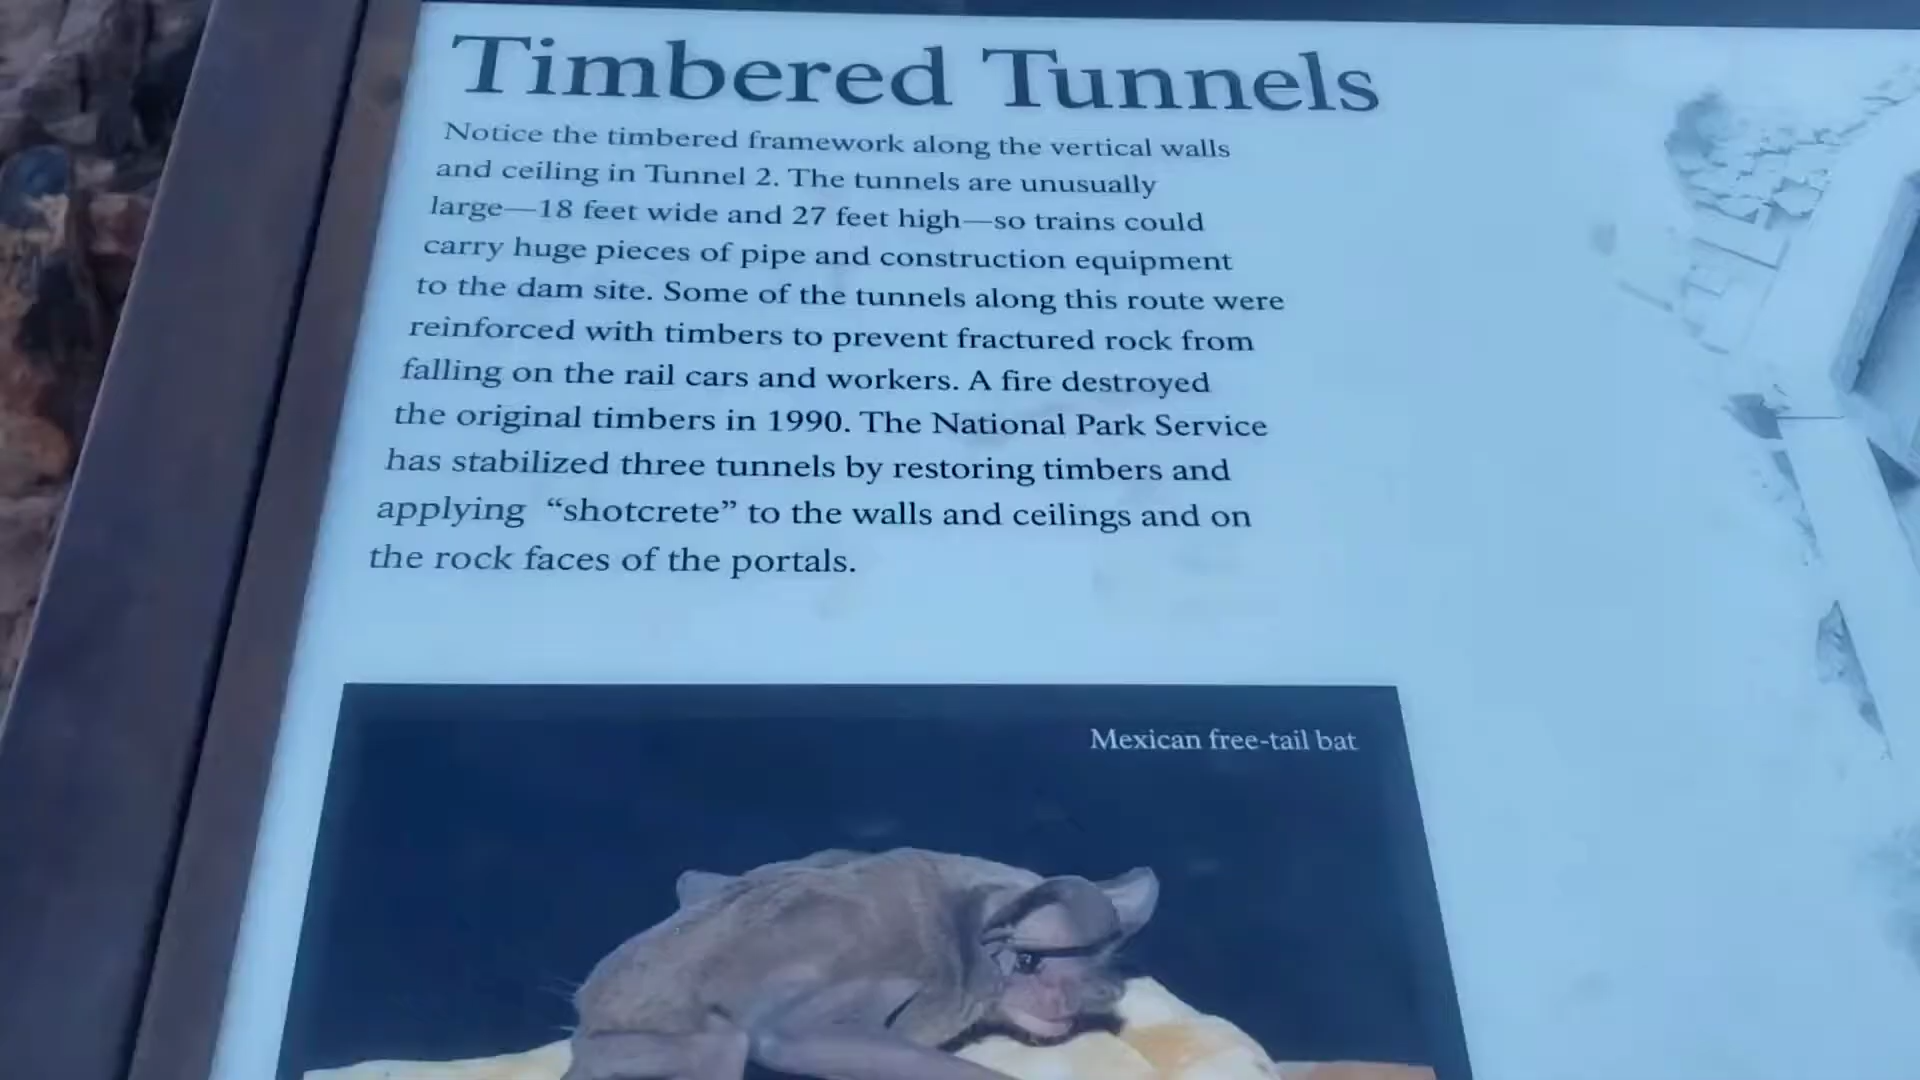 Timbered Tunnels
Notice the timbered framework along the vertical walls
and ceiling in Tunnel 2. The tunnels are unusually
large—18 feet wide and 27 feet high—so trains could
carry huge pieces of pipe and construction equipment
to the dam site. Some of the tunnels along this route were
reinforced with timbers to prevent fractured rock from
falling on the rail cars and workers. A fire destroyed
the original timbers in 1990. The National Park Service
has stabilized three tunnels by restoring timbers and
applying “shotcrete” to the walls and ceilings and on
the rock faces of the portals.
Mexican free-tail bat